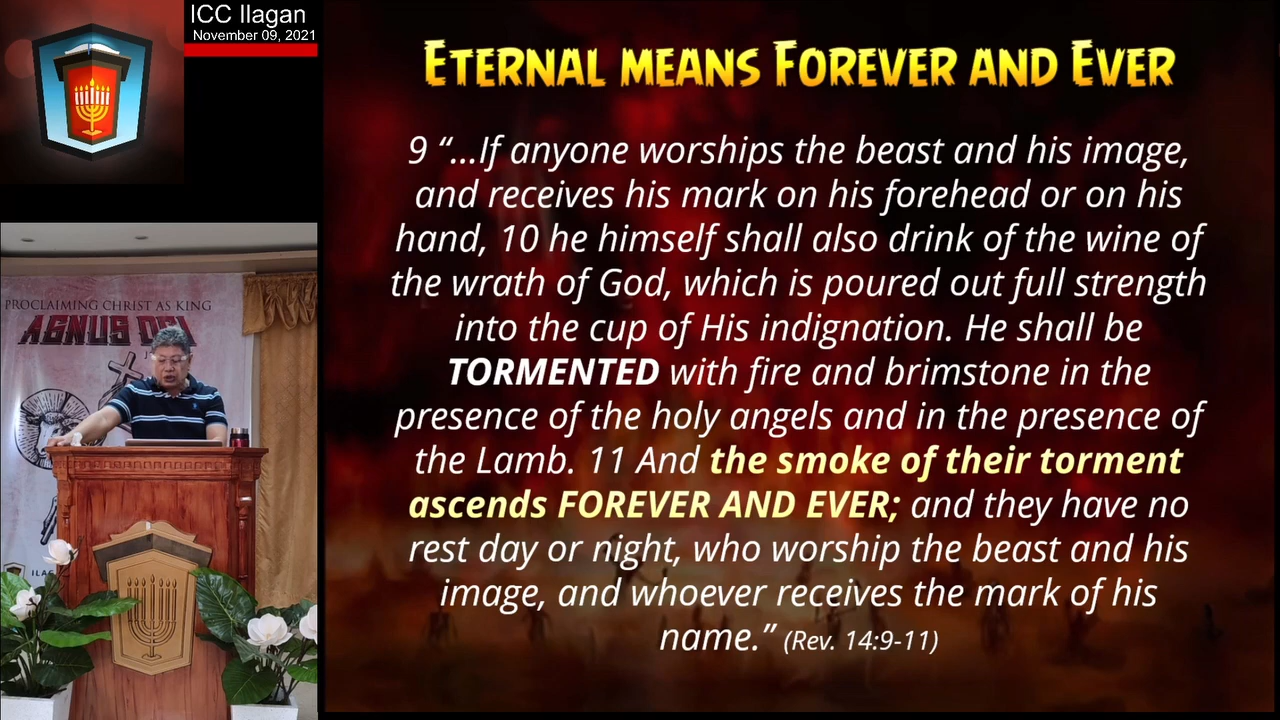 ICC Ilagan
November 09, 2021
ETERNAL MEANS FOREVER AND EVER
9 “...If anyone worships the beast and his image,
and receives his mark on his forehead or on his
hand, 10 he himself shall also drink of the wine of
the wrath of God, which is poured out full strength
into the cup of His indignation. He shall be
TORMENTED with fire and brimstone in the
presence of the holy angels and in the presence of
the Lamb. 11 And the smoke of their torment
ascends FOREVER AND EVER; and they have no
rest day or night, who worship the beast and his
image, and whoever receives the mark of his
name.” (Rev. 14:9-11)
PROCLAIMING CHRIST AS KING
AGNUS DEI